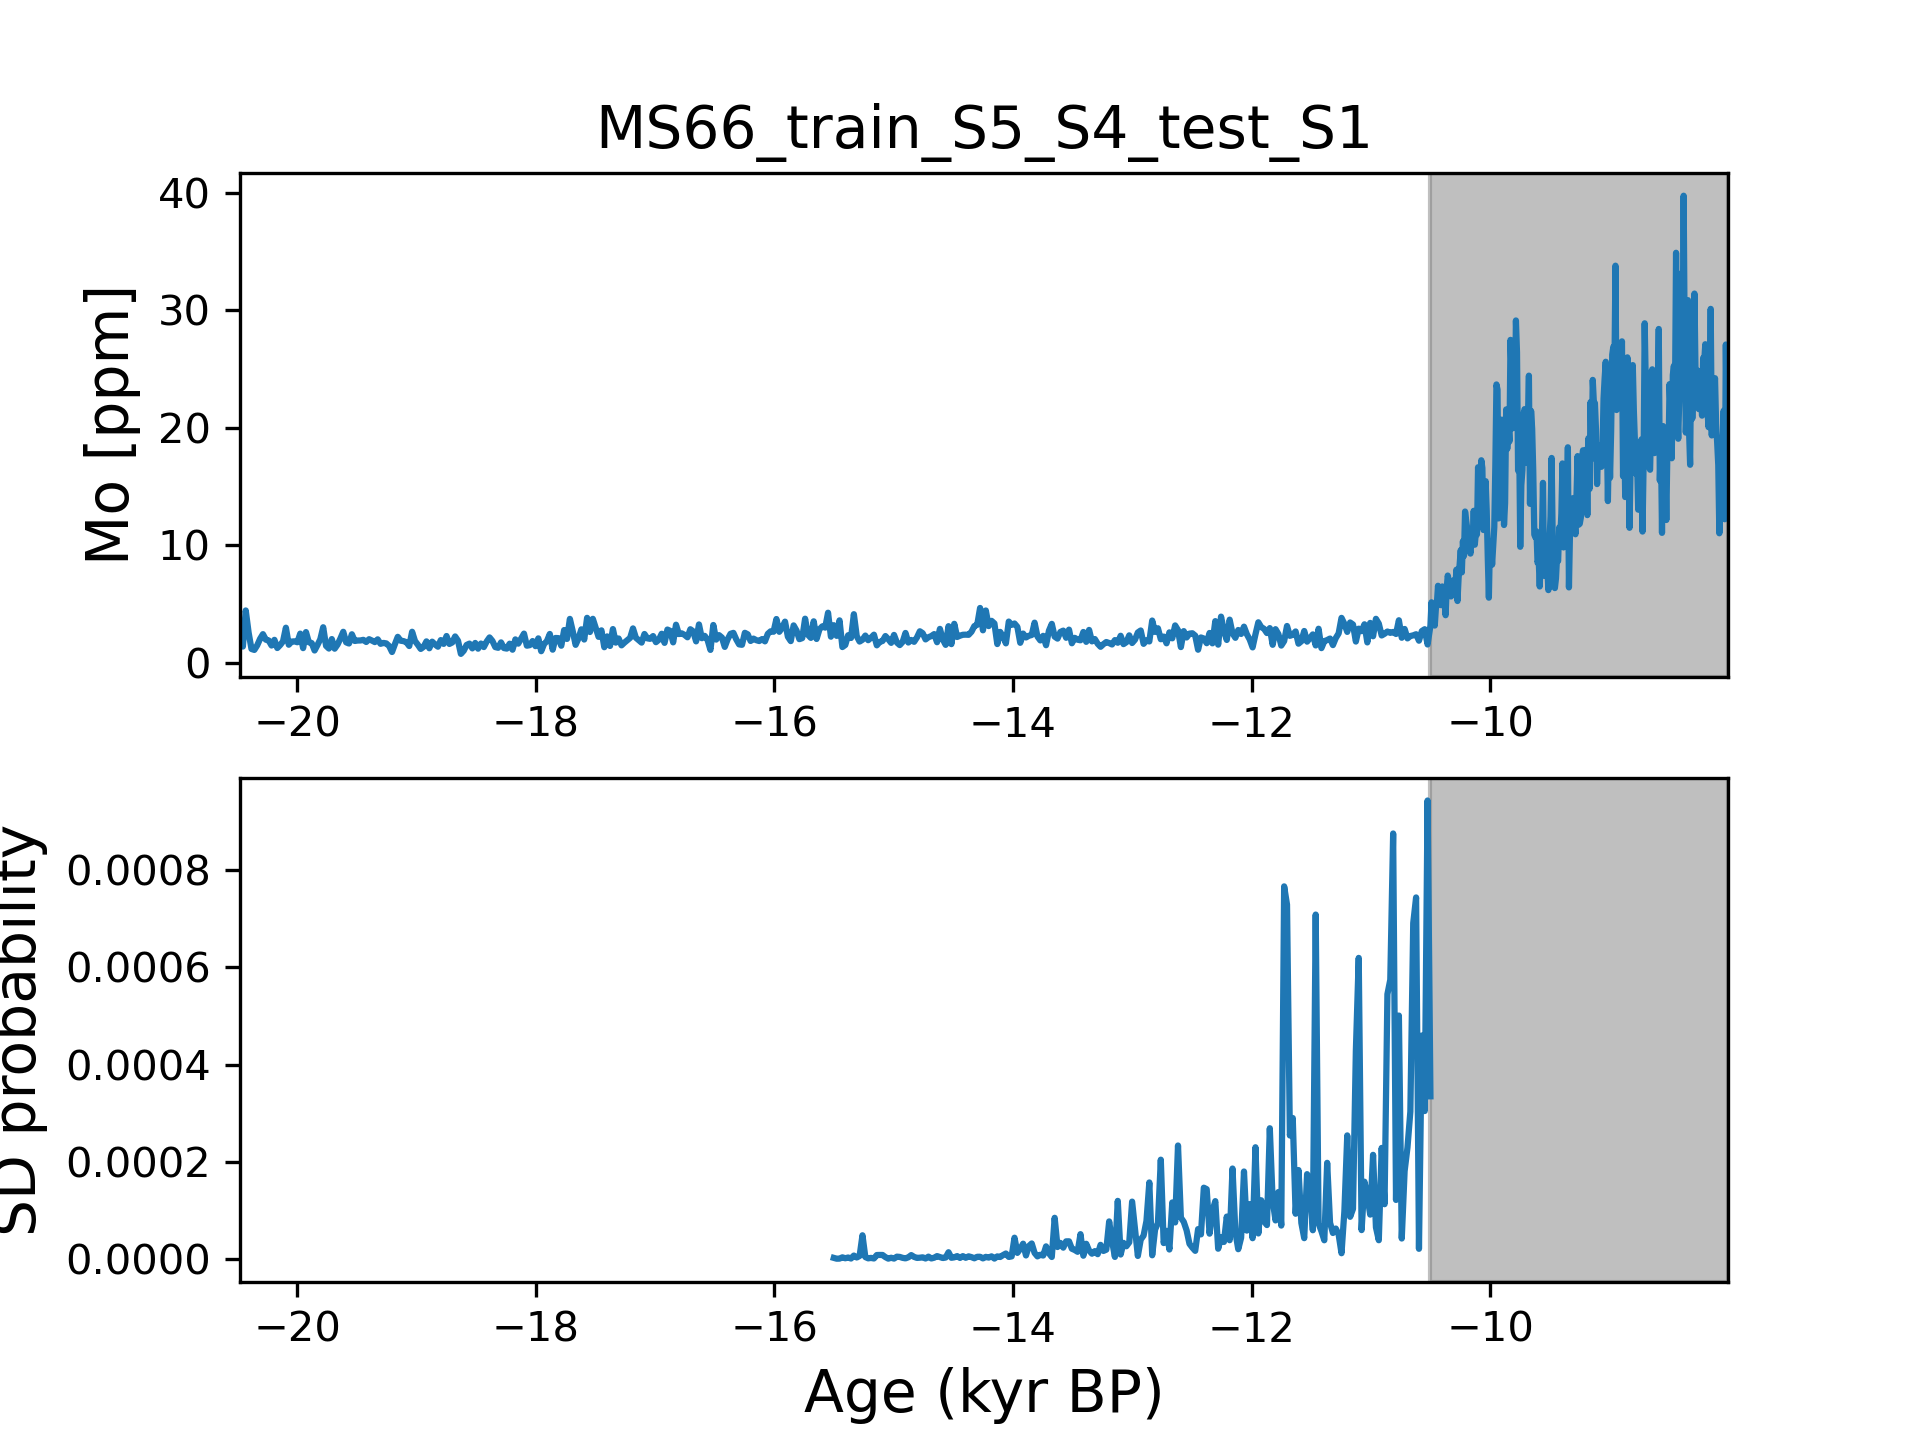 MS66_train_S5_S4_test_S1
Mo [ppm]
40
30
20
10
0
−20 −18 −16 −14 −12 −10
SD probability
0.0008
0.0006
0.0004
0.0002
0.0000
−20 −18 −16 −14 −12 −10
Age (kyr BP)